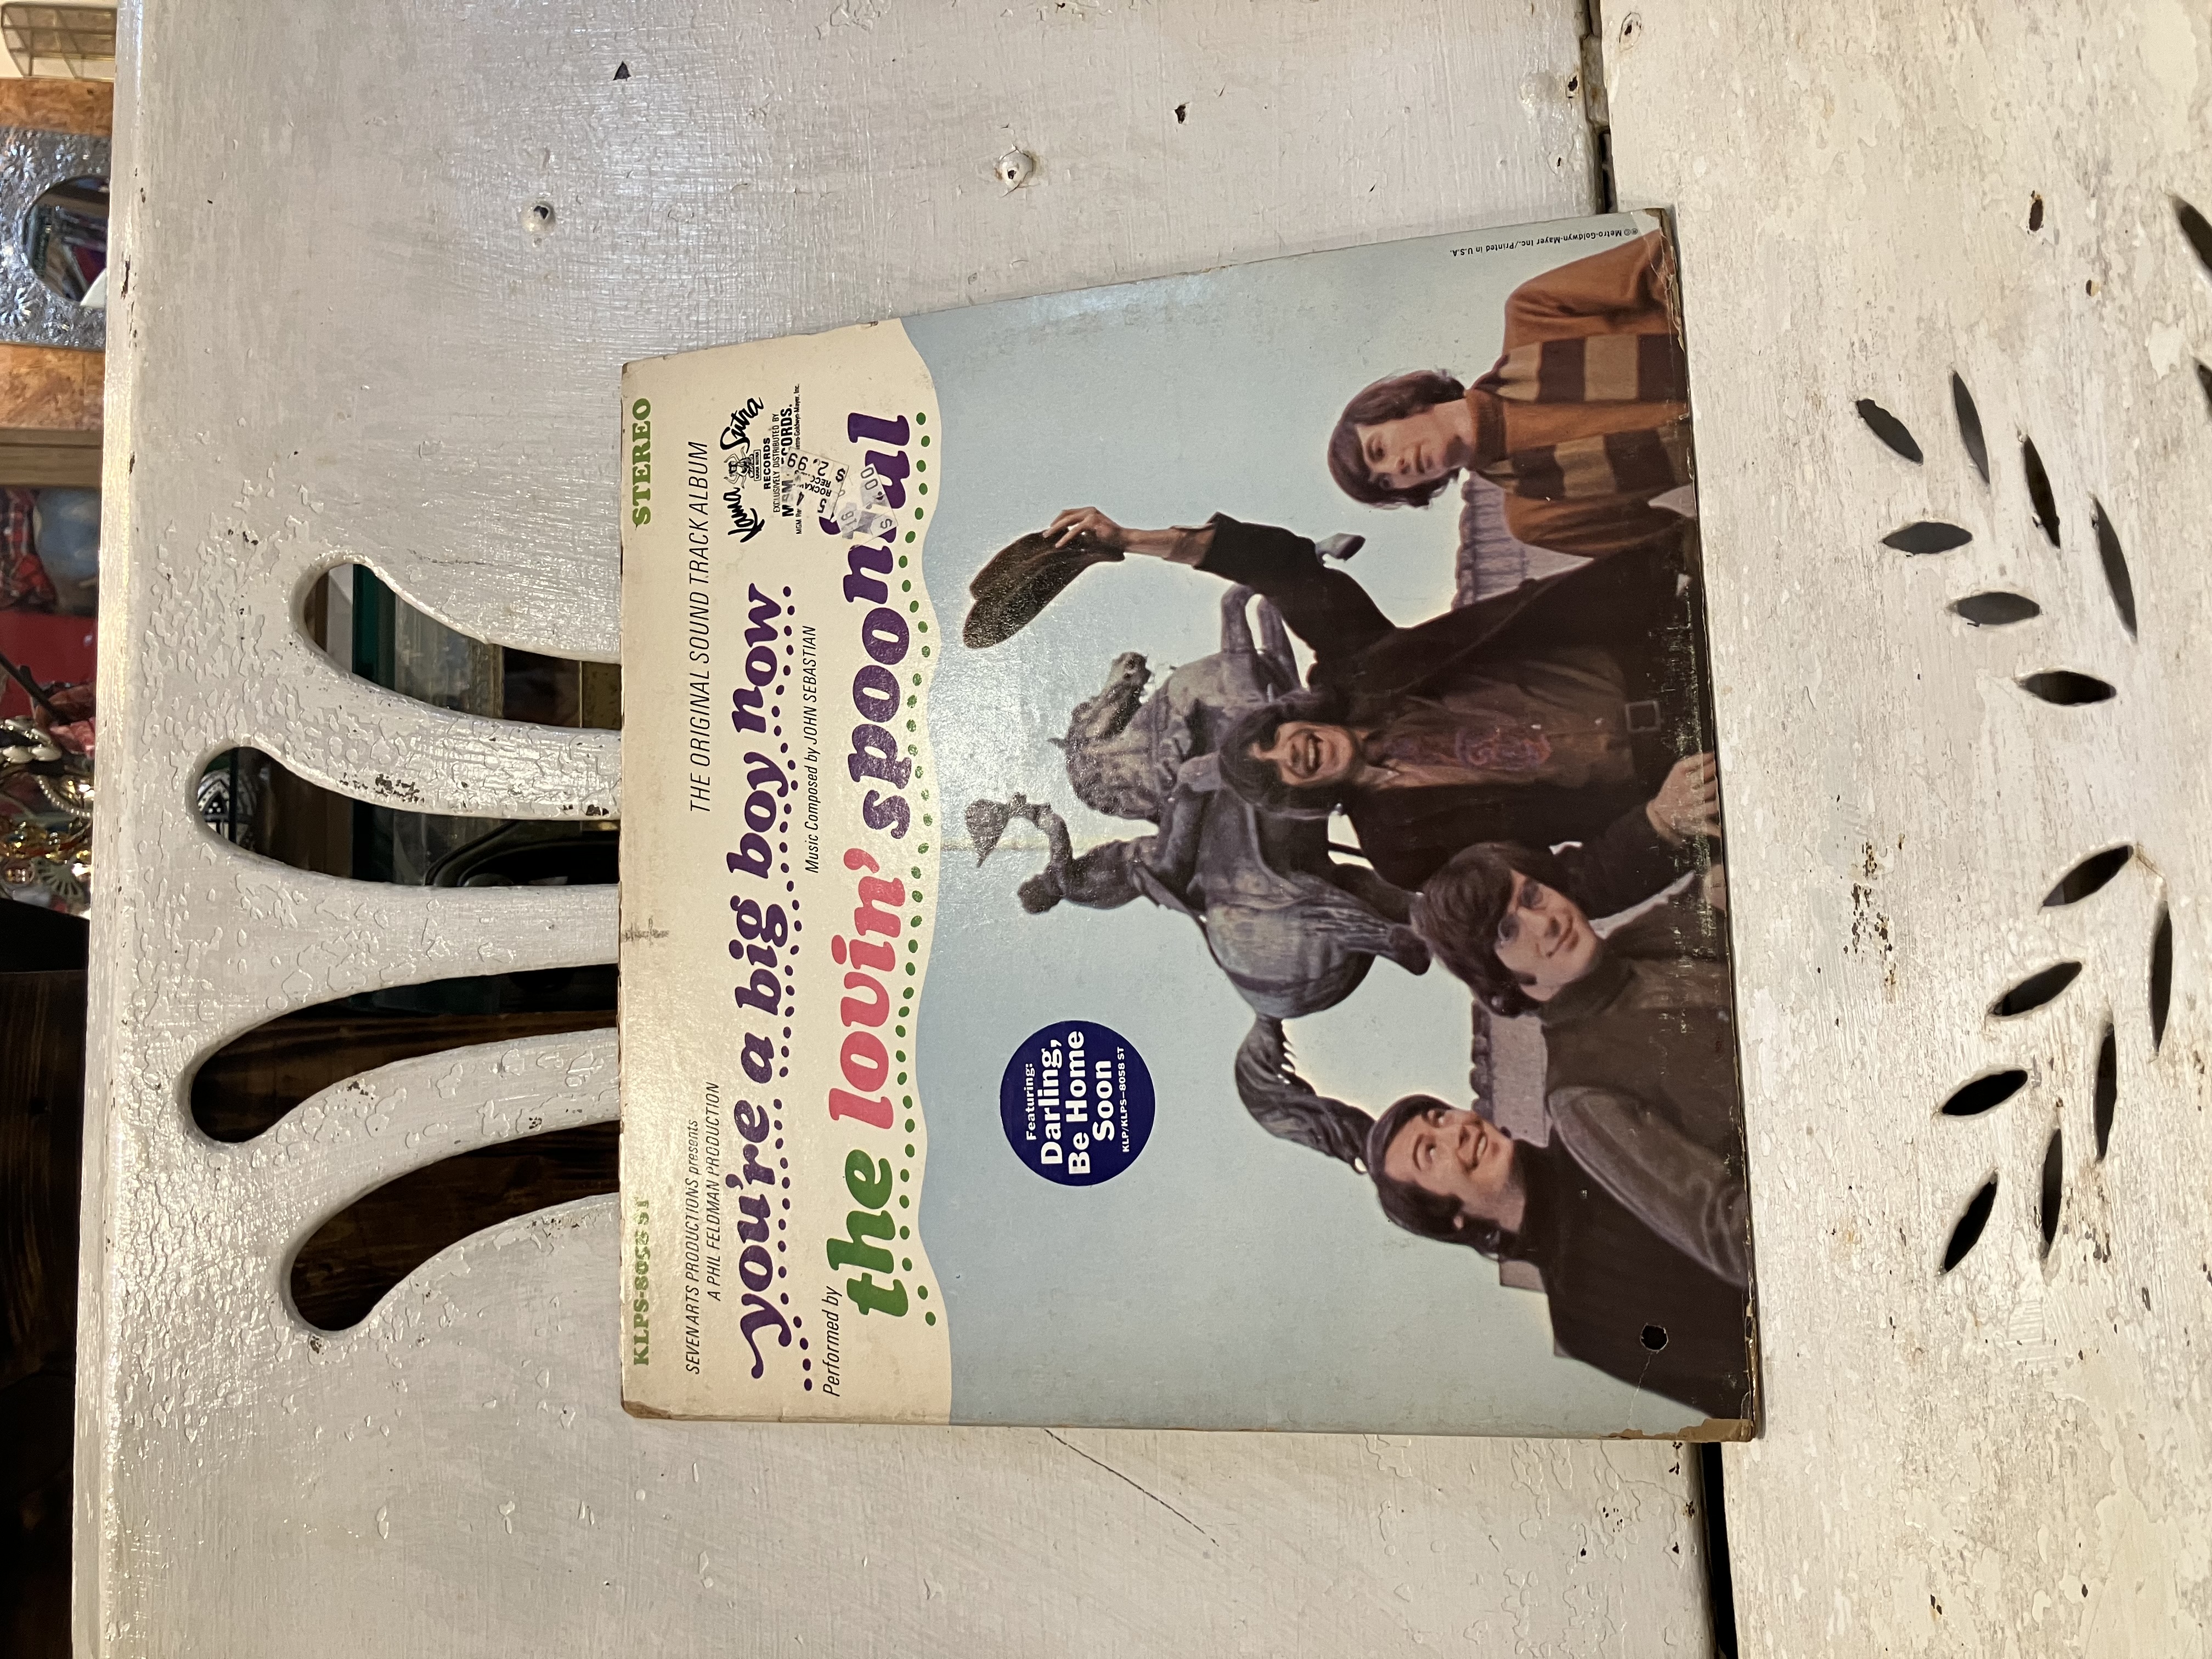 KLPS-8058 ST
STEREO
SEVEN ARTS PRODUCTIONS presents
A PHIL FELDMAN PRODUCTION
THE ORIGINAL SOUND TRACK ALBUM
you're a big boy now
Music Composed by JOHN SEBASTIAN
Performed by
the lovin' spoonful
Kama Sutra
RECORDS
EXCLUSIVELY DISTRIBUTED BY
$ 2.99
Featuring:
Darling,
Be Home
Soon
KLP/KLPS-8058 ST
Metro-Goldwyn-Mayer Inc./Printed in U.S.A.